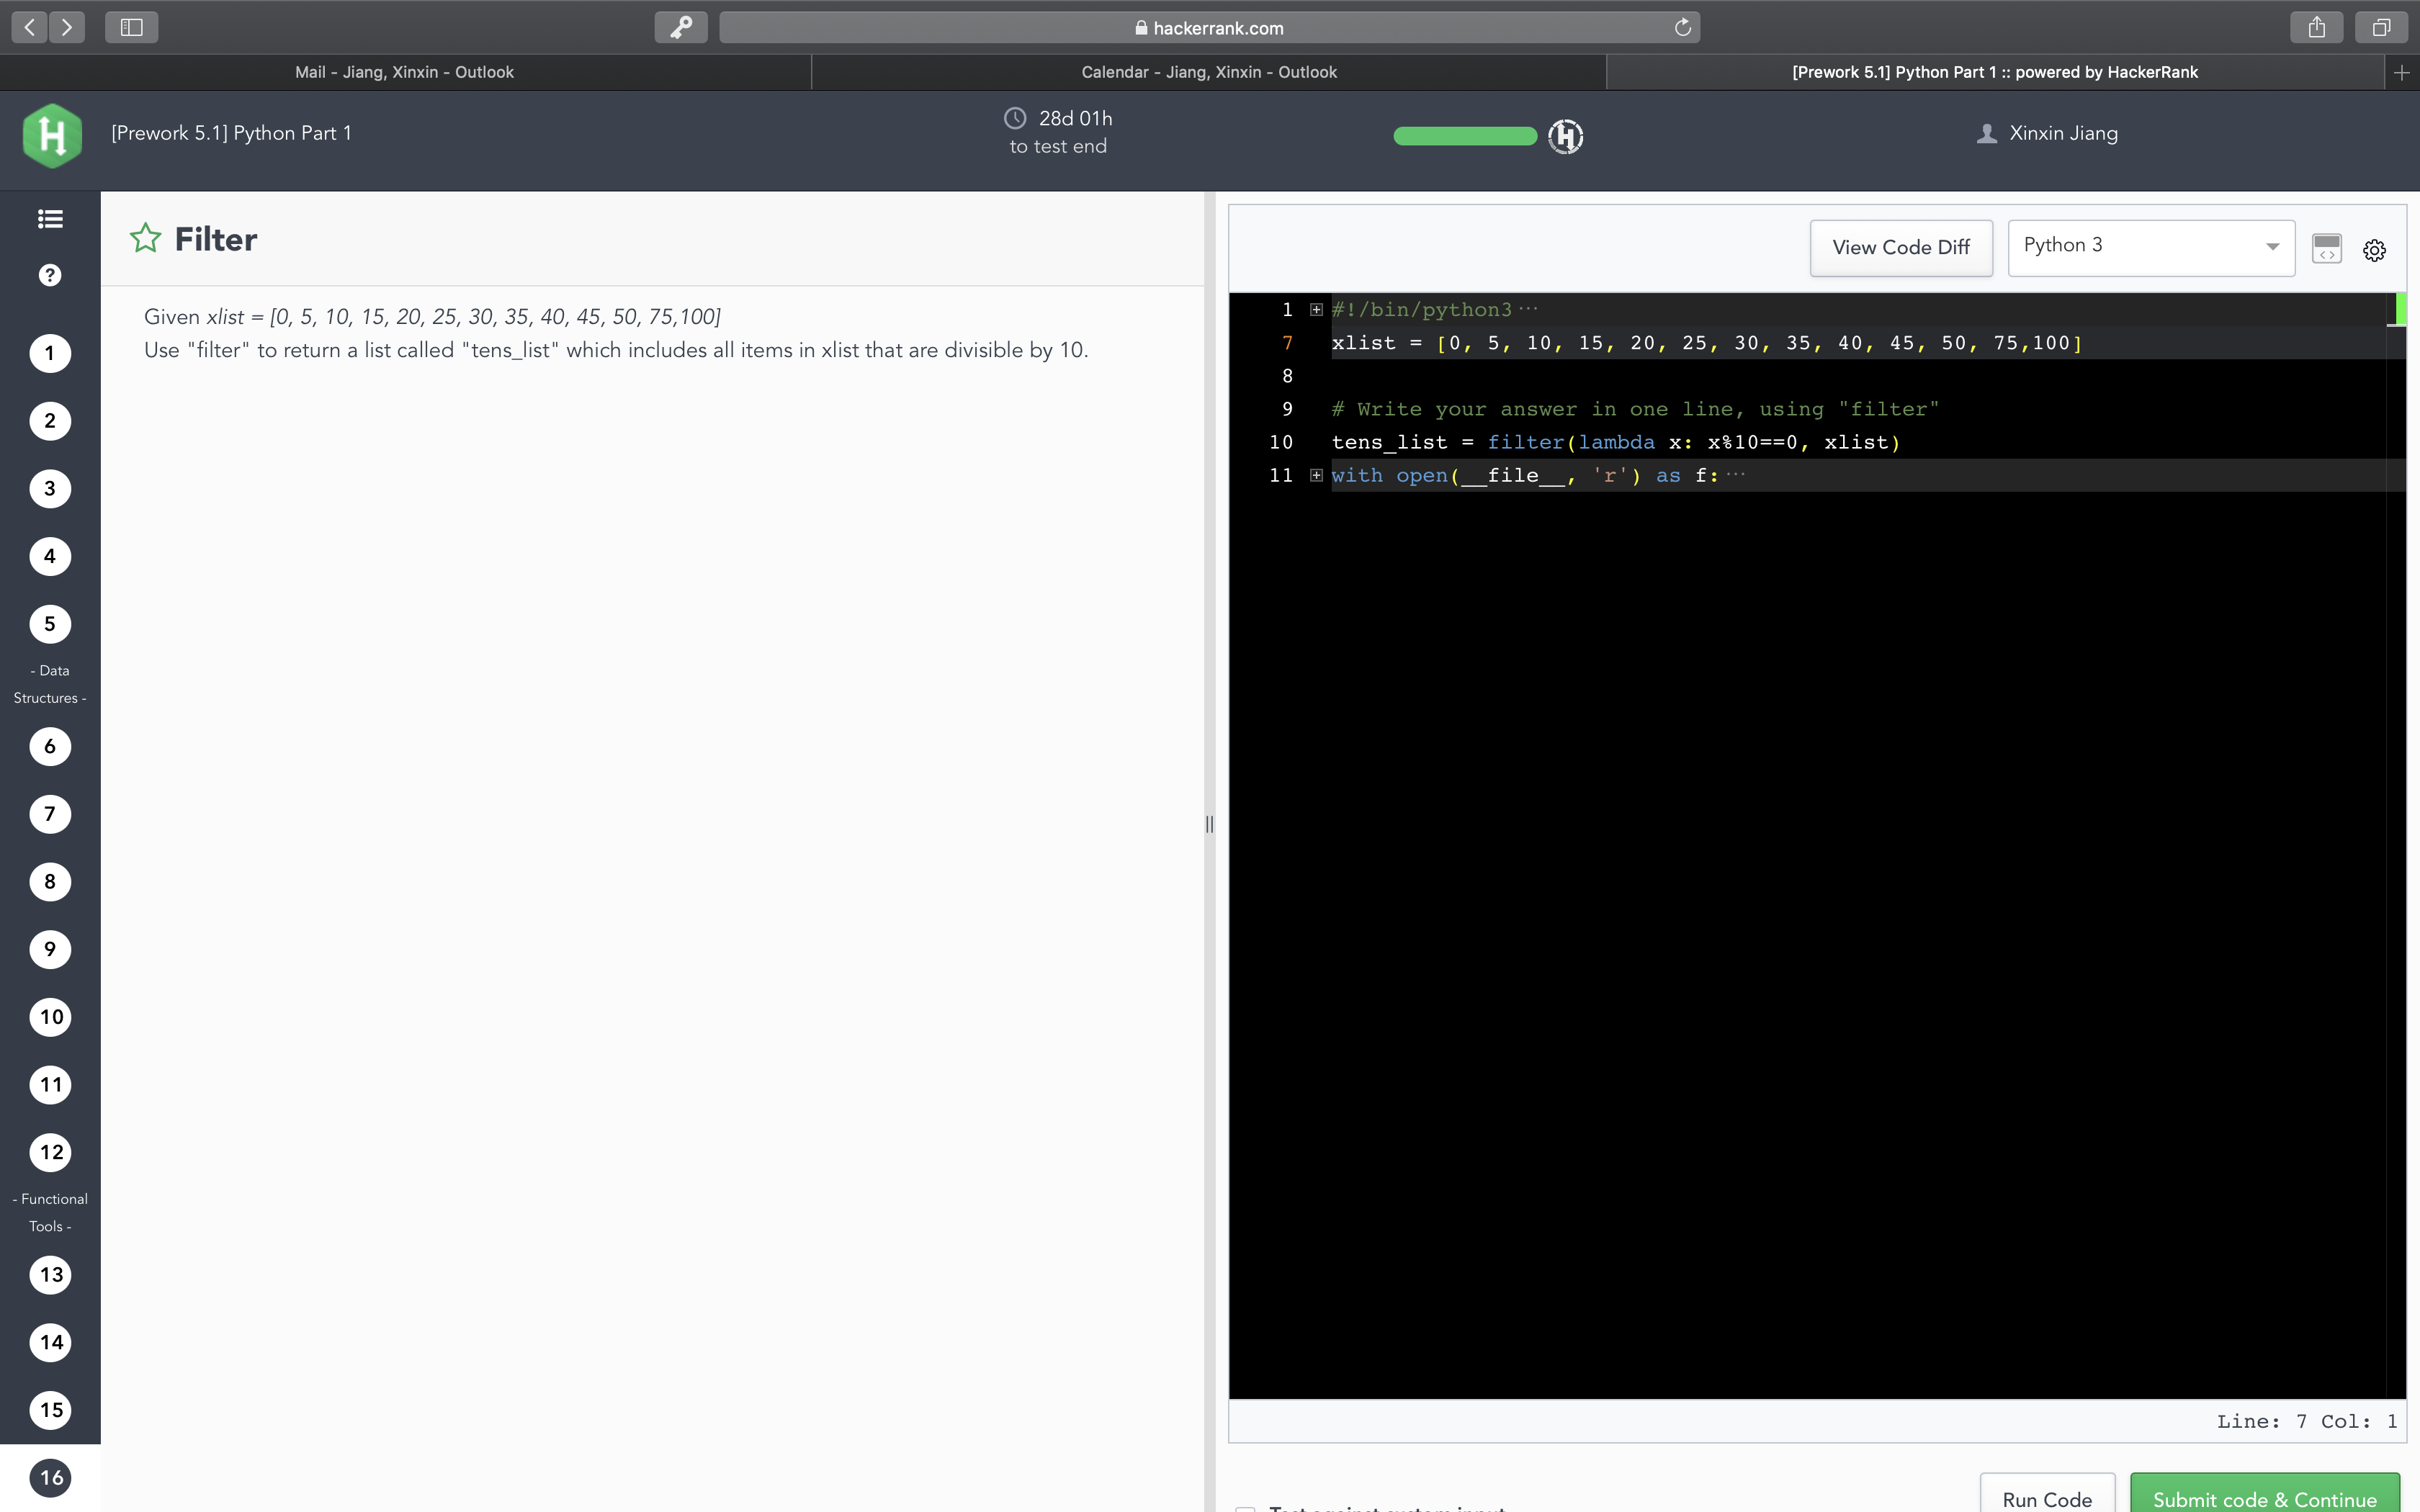 hackerrank.com
Mail - Jiang, Xinxin - Outlook
Calendar - Jiang, Xinxin - Outlook
[Prework 5.1] Python Part 1 :: powered by HackerRank
[Prework 5.1] Python Part 1
28d 01h
to test end
Xinxin Jiang
Filter
Given xlist = [0, 5, 10, 15, 20, 25, 30, 35, 40, 45, 50, 75,100]
Use "filter" to return a list called "tens_list" which includes all items in xlist that are divisible by 10.
1
2
3
4
5
- Data
Structures -
6
7
8
9
10
11
12
- Functional
Tools -
13
14
15
16
View Code Diff
Python 3
1 #!/bin/python3 ···
7 xlist = [0, 5, 10, 15, 20, 25, 30, 35, 40, 45, 50, 75,100]
8
9 # Write your answer in one line, using "filter"
10 tens_list = filter(lambda x: x%10==0, xlist)
11 with open(__file__, 'r') as f: ···
Line: 7 Col: 1
Test against custom input
Run Code
Submit code & Continue